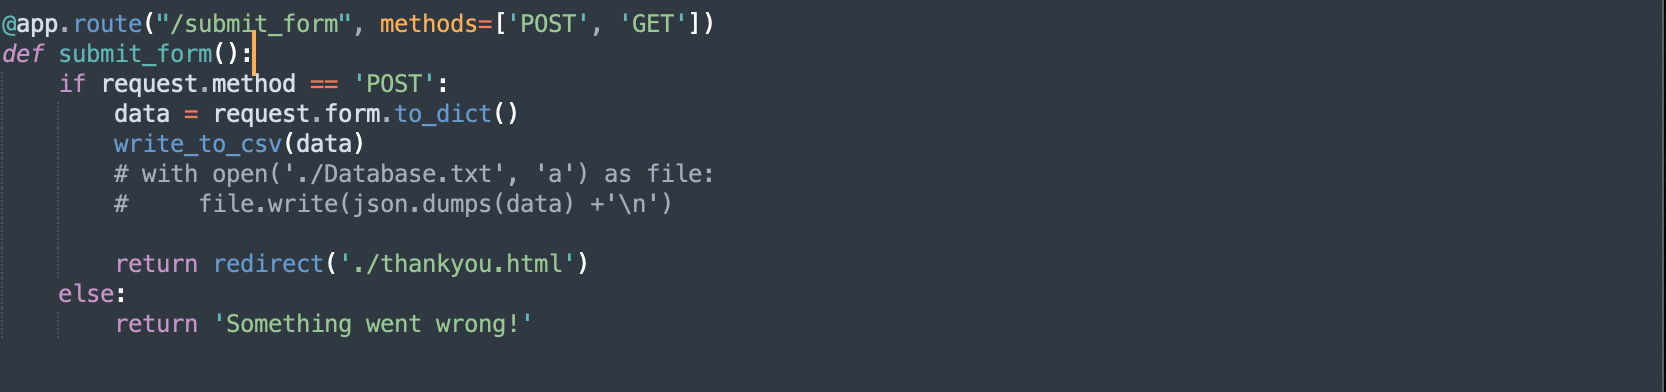 @app.route("/submit_form", methods=['POST', 'GET'])
def submit_form():
    if request.method == 'POST':
        data = request.form.to_dict()
        write_to_csv(data)
        # with open('./Database.txt', 'a') as file:
        #     file.write(json.dumps(data) +'\n')

        return redirect('./thankyou.html')
    else:
        return 'Something went wrong!'